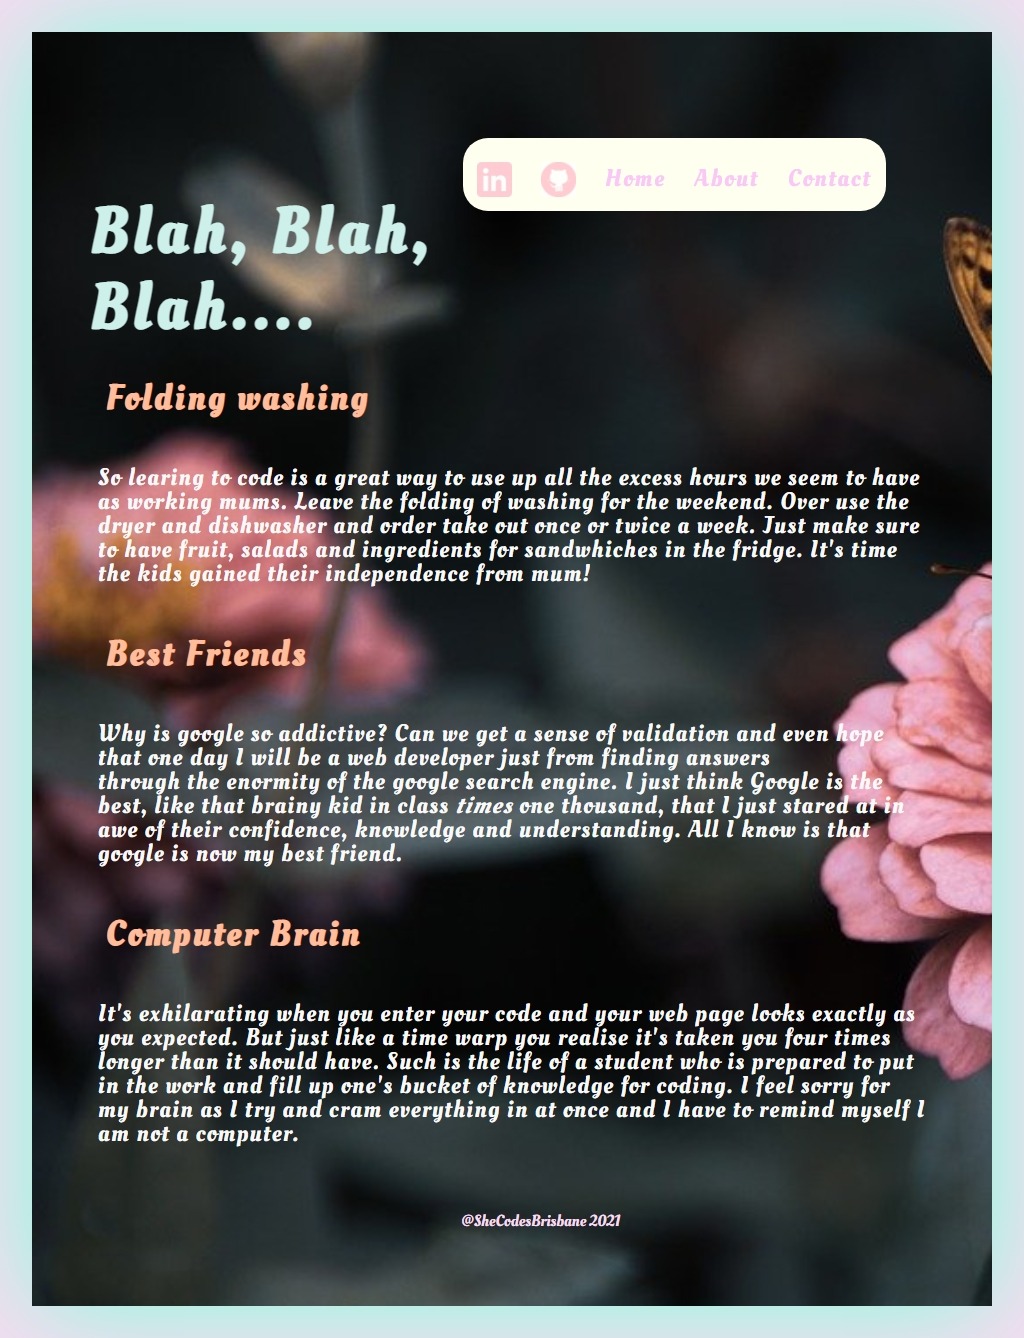 in Home About Contact
Blah, Blah,
Blah....
Folding washing
So learing to code is a great way to use up all the excess hours we seem to have
as working mums. Leave the folding of washing for the weekend. Over use the
dryer and dishwasher and order take out once or twice a week. Just make sure
to have fruit, salads and ingredients for sandwhiches in the fridge. It's time
the kids gained their independence from mum!
Best Friends
Why is google so addictive? Can we get a sense of validation and even hope
that one day I will be a web developer just from finding answers
through the enormity of the google search engine. I just think Google is the
best, like that brainy kid in class times one thousand, that I just stared at in
awe of their confidence, knowledge and understanding. All I know is that
google is now my best friend.
Computer Brain
It's exhilarating when you enter your code and your web page looks exactly as
you expected. But just like a time warp you realise it's taken you four times
longer than it should have. Such is the life of a student who is prepared to put
in the work and fill up one's bucket of knowledge for coding. I feel sorry for
my brain as I try and cram everything in at once and I have to remind myself I
am not a computer.
@SheCodesBrisbane 2021